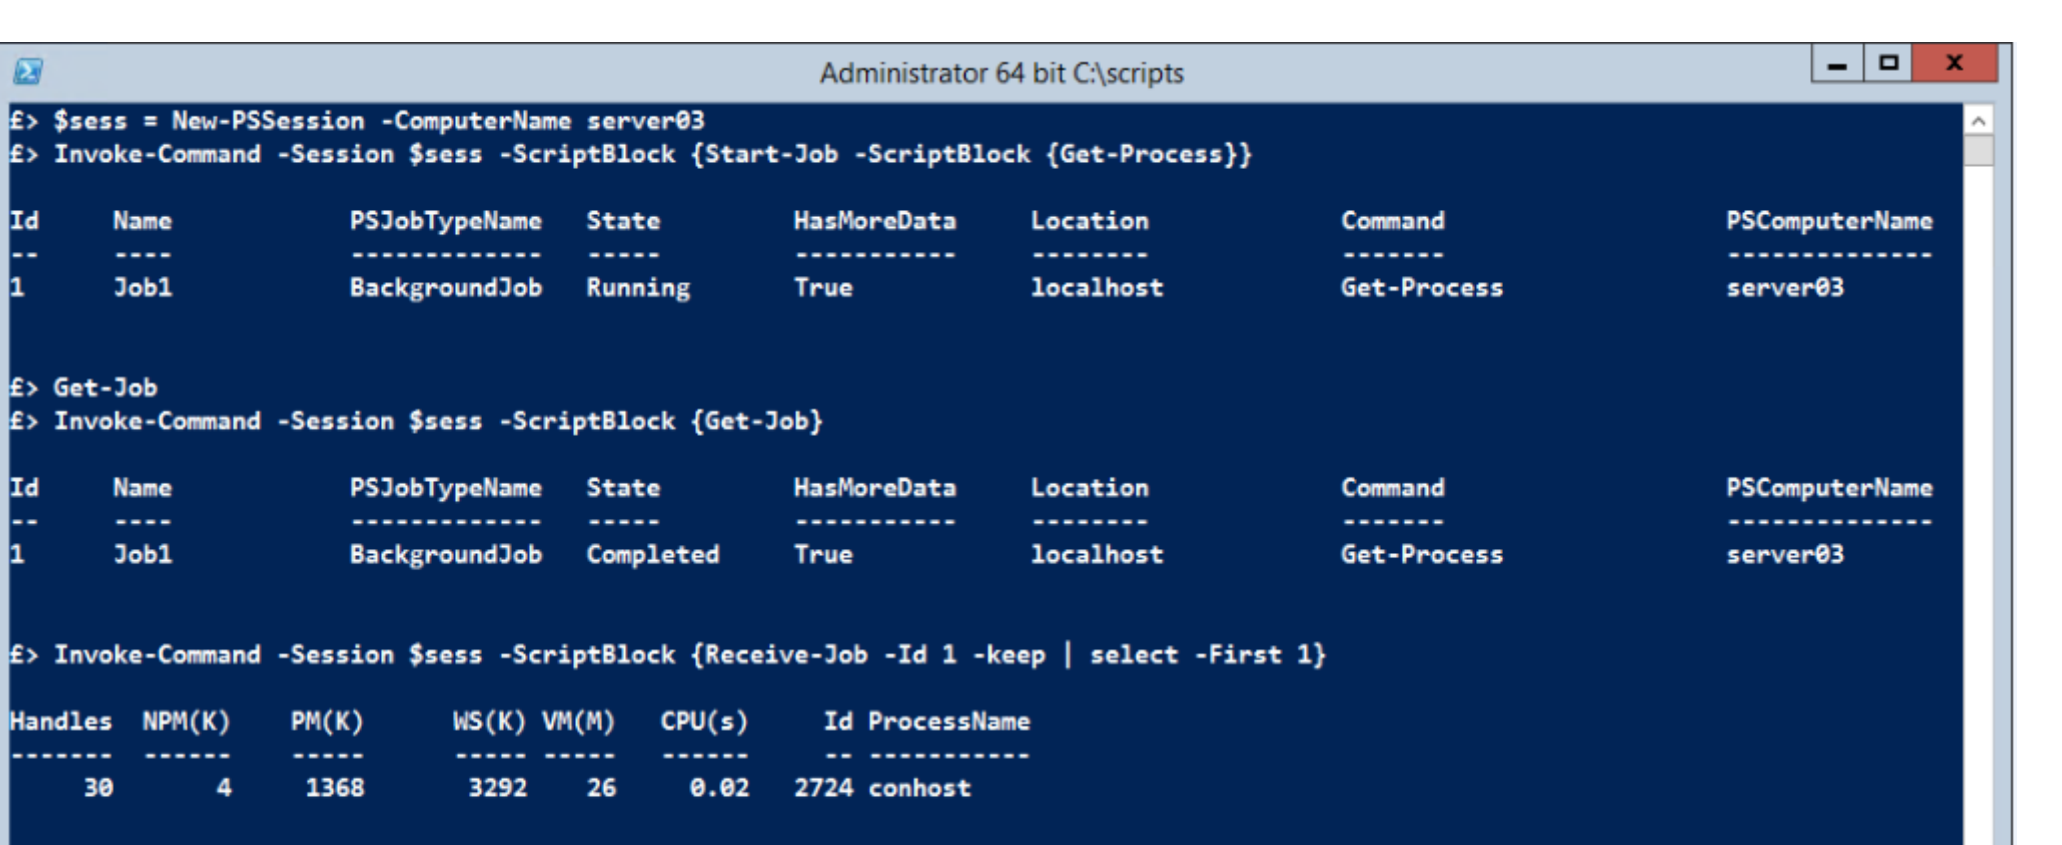 Administrator 64 bit C:\scripts
£> $sess = New-PSSession -ComputerName server03
£> Invoke-Command -Session $sess -ScriptBlock {Start-Job -ScriptBlock {Get-Process}}
Id Name PSJobTypeName State HasMoreData Location Command PSComputerName
-- ---- ------------- ----- ----------- -------- ------- --------------
1 Job1 BackgroundJob Running True localhost Get-Process server03
£> Get-Job
£> Invoke-Command -Session $sess -ScriptBlock {Get-Job}
Id Name PSJobTypeName State HasMoreData Location Command PSComputerName
-- ---- ------------- ----- ----------- -------- ------- --------------
1 Job1 BackgroundJob Completed True localhost Get-Process server03
£> Invoke-Command -Session $sess -ScriptBlock {Receive-Job -Id 1 -keep | select -First 1}
Handles NPM(K) PM(K) WS(K) VM(M) CPU(s) Id ProcessName
------- ------ ----- ----- ----- ------ -- -----------
30 4 1368 3292 26 0.02 2724 conhost